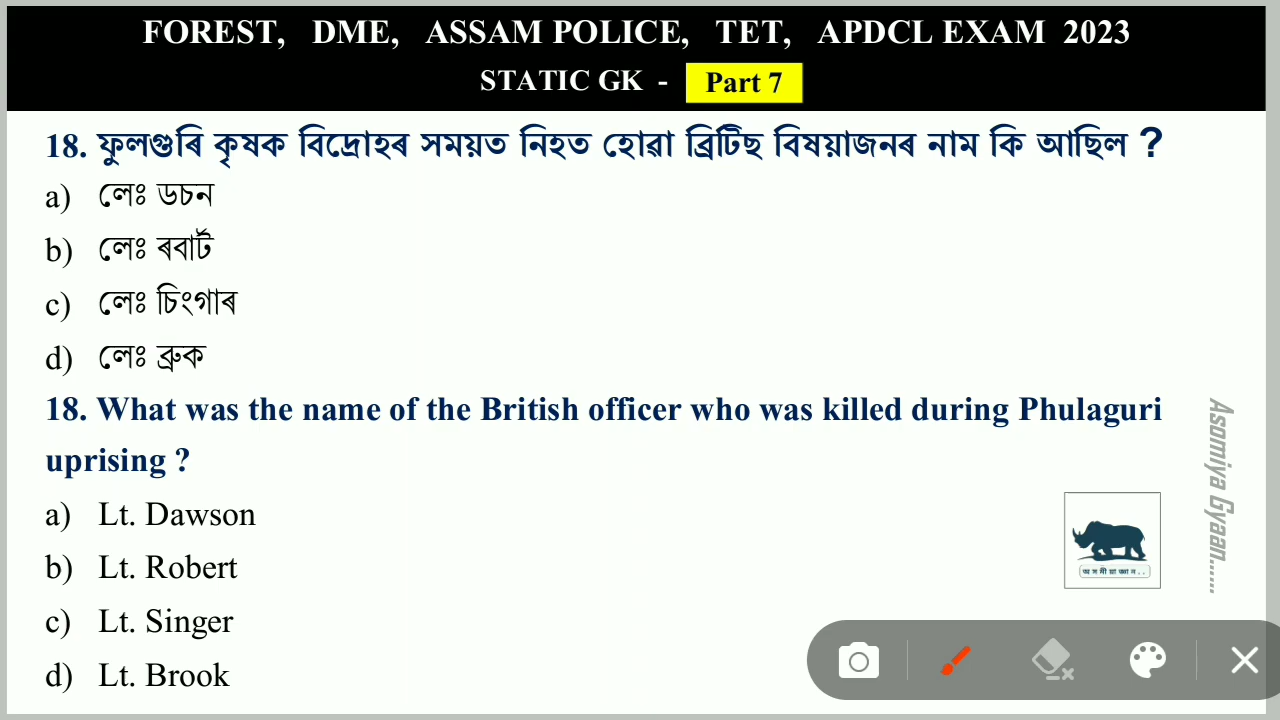 FOREST, DME, ASSAM POLICE, TET, APDCL EXAM 2023
STATIC GK - Part 7
18. ফুলগুৰি কৃষক বিদ্ৰোহৰ সময়ত নিহত হোৱা ব্ৰিটিছ বিষয়াজনৰ নাম কি আছিল ?
a) লেঃ ডচন
b) লেঃ ৰবাৰ্ট
c) লেঃ চিংগাৰ
d) লেঃ ব্ৰুক
18. What was the name of the British officer who was killed during Phulaguri
uprising ?
a) Lt. Dawson
b) Lt. Robert
c) Lt. Singer
d) Lt. Brook
Asomiya Gyaan......
অসমীয়া জ্ঞান..